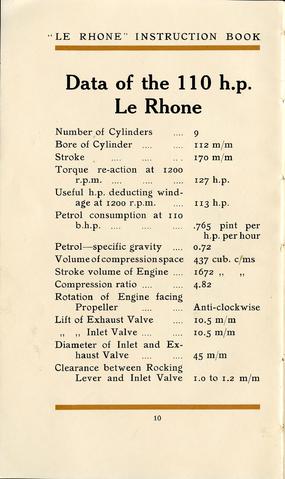 "LE RHONE" INSTRUCTION BOOK
Data of the 110 h.p.
Le Rhone
Number of Cylinders .... 9
Bore of Cylinder .... .... 112 m/m
Stroke .... .... .... 170 m/m
Torque re-action at 1200
r.p.m. .... .... .... 127 h.p.
Useful h.p. deducting wind-
age at 1200 r.p.m. .... 113 h.p.
Petrol consumption at 110
b.h.p. .... .... .... .765 pint per
h.p. per hour
Petrol—specific gravity .... 0.72
Volume of compression space 437 cub. c/ms
Stroke volume of Engine .... 1672 „ „
Compression ratio .... .... 4.82
Rotation of Engine facing
Propeller .... .... Anti-clockwise
Lift of Exhaust Valve .... 10.5 m/m
„ „ Inlet Valve .... .... 10.5 m/m
Diameter of Inlet and Ex-
haust Valve .... .... 45 m/m
Clearance between Rocking
Lever and Inlet Valve 1.0 to 1.2 m/m
10